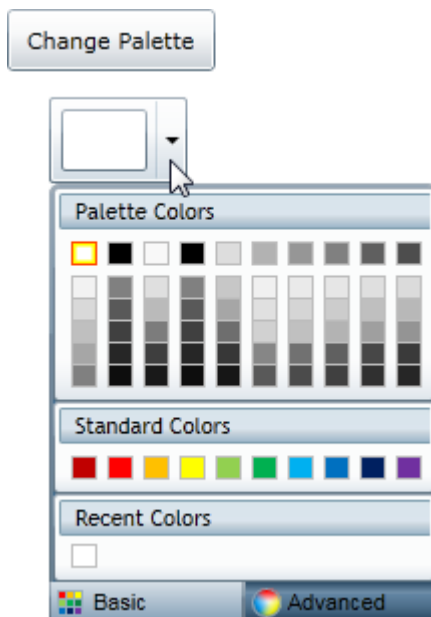 Change Palette
Palette Colors
Standard Colors
Recent Colors
Basic
Advanced